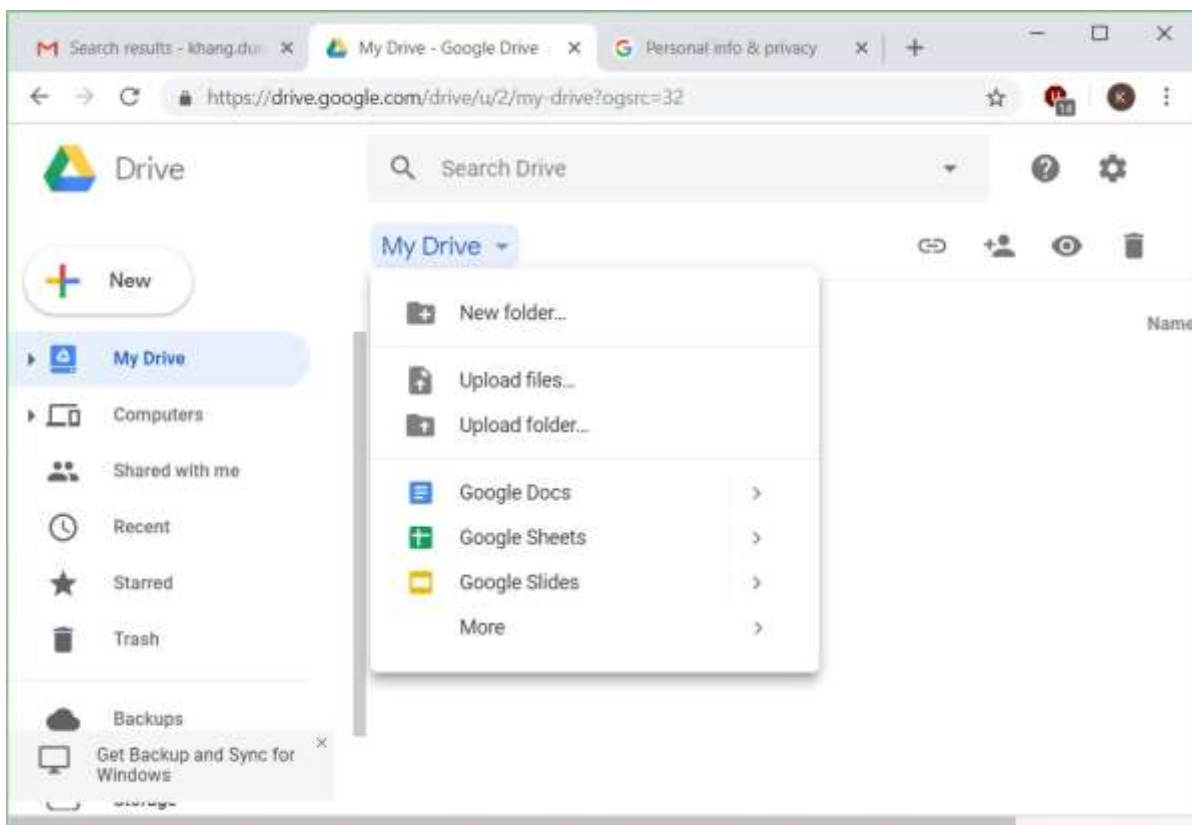 Search results - khang.du
My Drive - Google Drive
Personal info & privacy
https://drive.google.com/drive/u/2/my-drive?ogsrc=32
18
K
Drive
Search Drive
My Drive
New
New folder...
Name
Upload files...
Upload folder...
My Drive
Computers
Shared with me
Recent
Starred
Trash
Google Docs
Google Sheets
Google Slides
More
Backups
Get Backup and Sync for
Windows
Storage